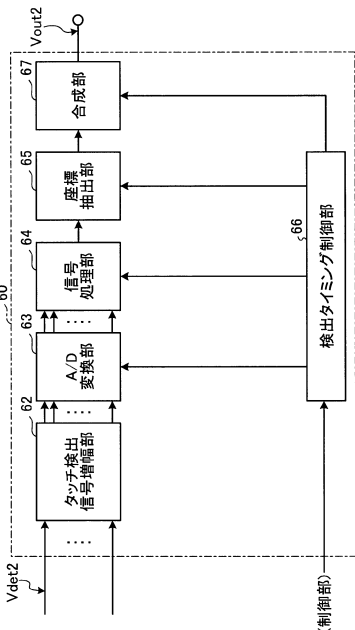 Vout2
67
合成部
65
座標
抽出部
66
検出タイミング制御部
64
信号
処理部
60
63
A/D
変換部
62
タッチ検出
信号増幅部
Vdet2
(制御部)